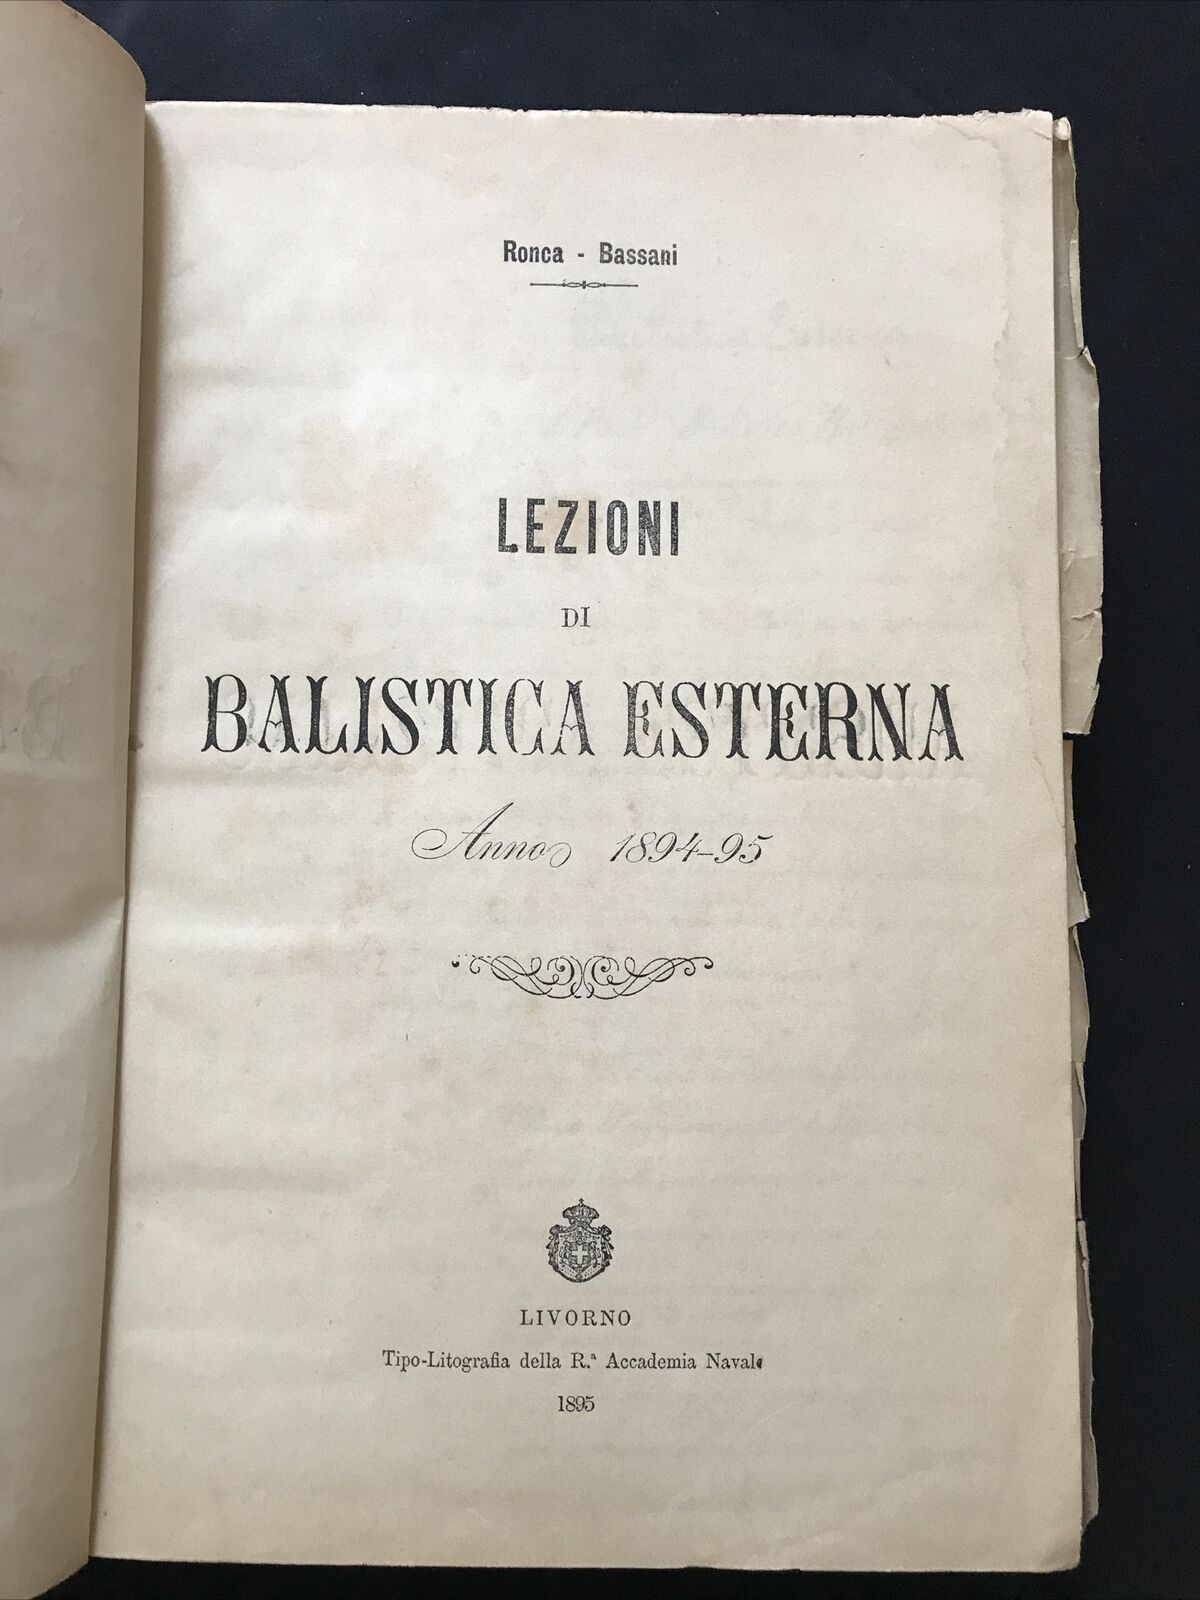 Ronca - Bassani
LEZIONI
DI
BALISTICA ESTERNA
Anno 1894-95
LIVORNO
Tipo-Litografia della R.ª Accademia Navale
1895